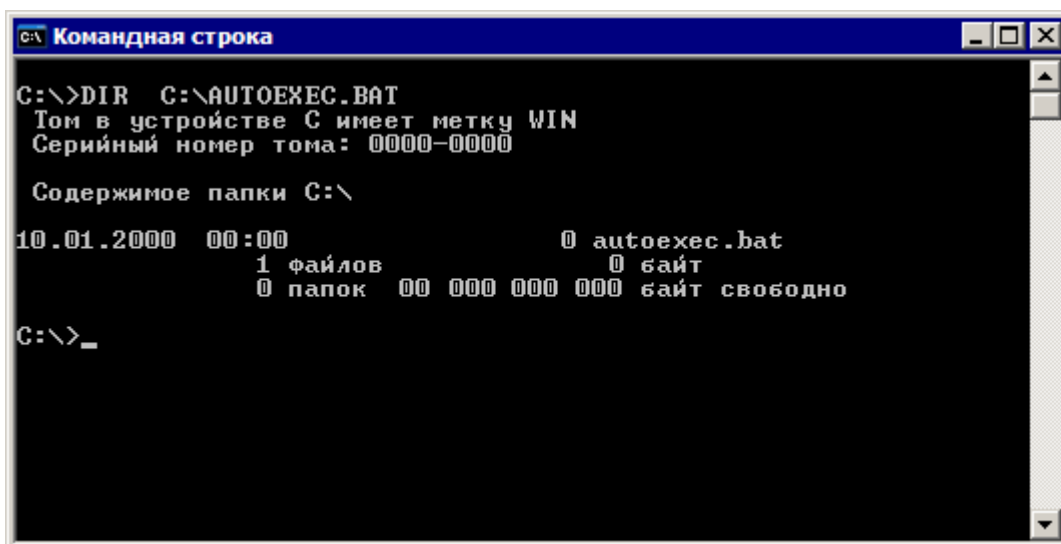 Командная строка
C:\>DIR  C:\AUTOEXEC.BAT
Том в устройстве C имеет метку WIN
Серийный номер тома: 0000-0000
Содержимое папки C:\
10.01.2000  00:00                 0 autoexec.bat
1 файлов              0 байт
0 папок  00 000 000 000 байт свободно
C:\>_